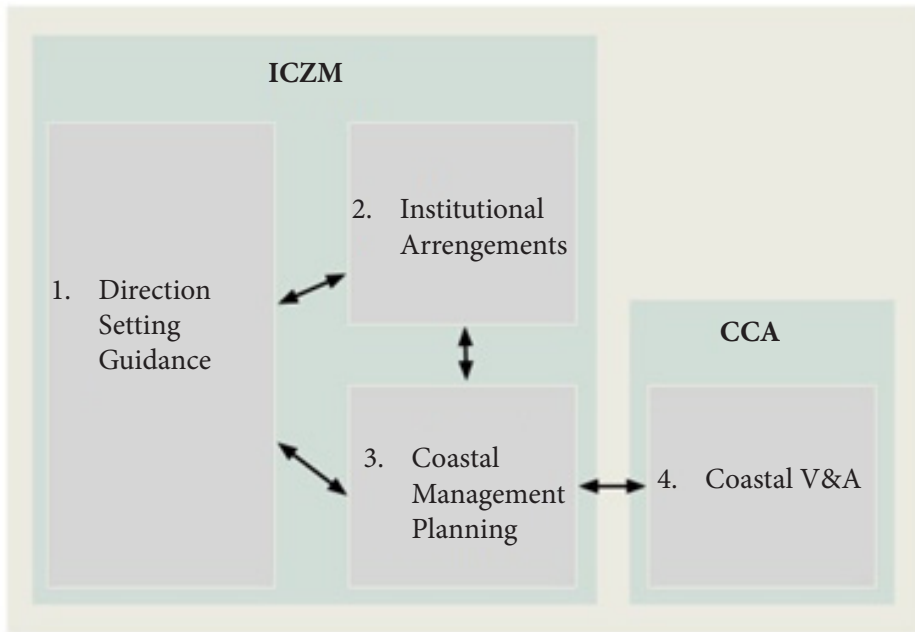 ICZM
1. Direction
Setting
Guidance
2. Institutional
Arrengements
3. Coastal
Management
Planning
CCA
4. Coastal V&A